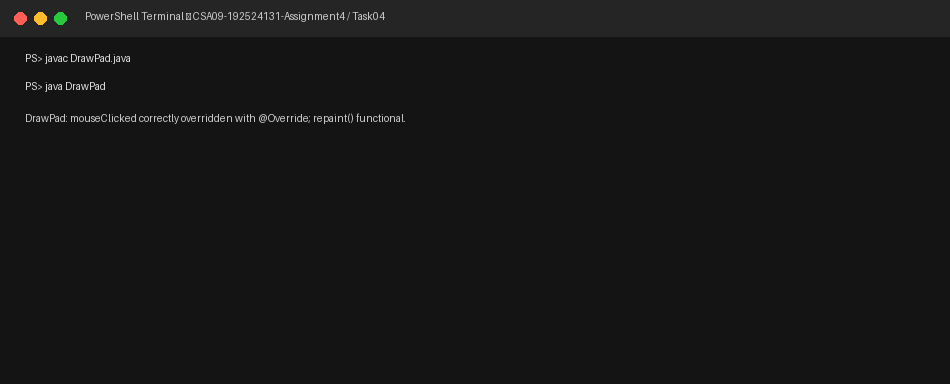 PowerShell Terminal CSA09-192524131-Assignment4 / Task04
PS> javac DrawPad.java
PS> java DrawPad
DrawPad: mouseClicked correctly overridden with @Override; repaint() functional.